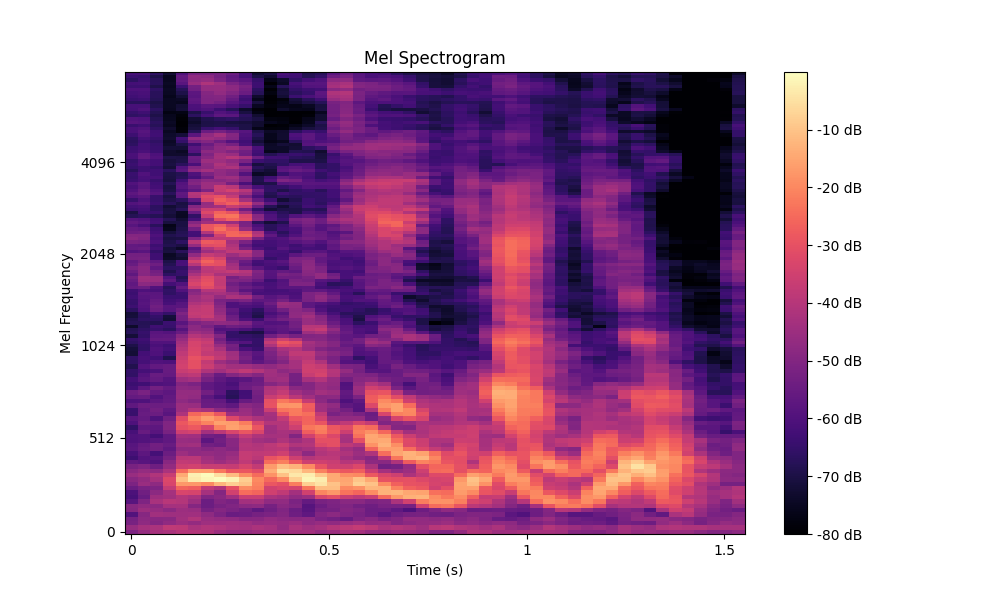 Mel Spectrogram
Mel Frequency
4096
2048
1024
512
0
0
0.5
1
1.5
Time (s)
-10 dB
-20 dB
-30 dB
-40 dB
-50 dB
-60 dB
-70 dB
-80 dB